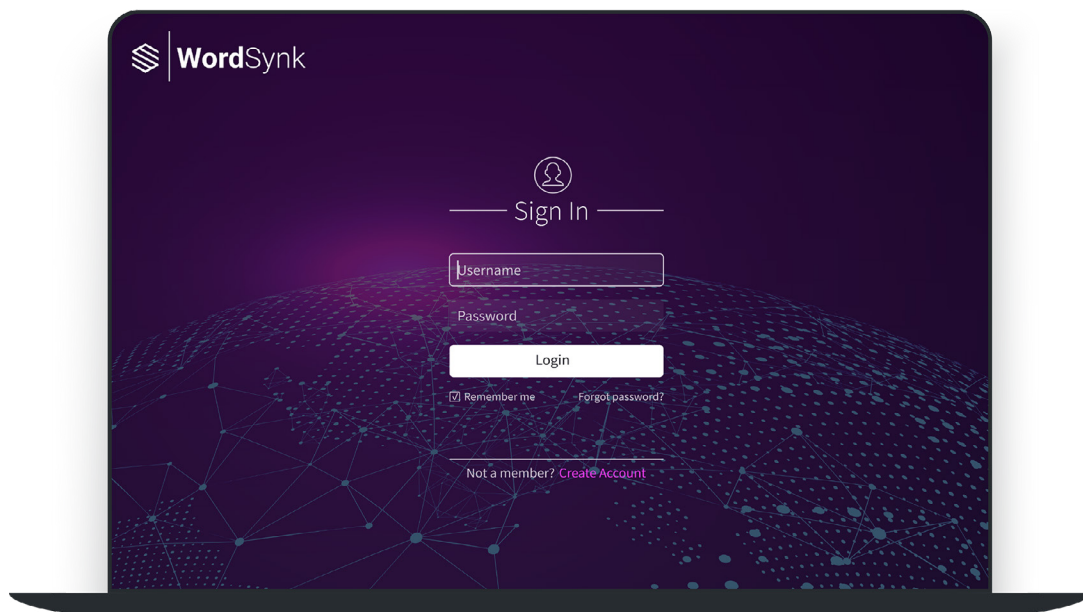 WordSynk
Sign In
Username
Password
Login
Remember me Forgot password?
Not a member? Create Account